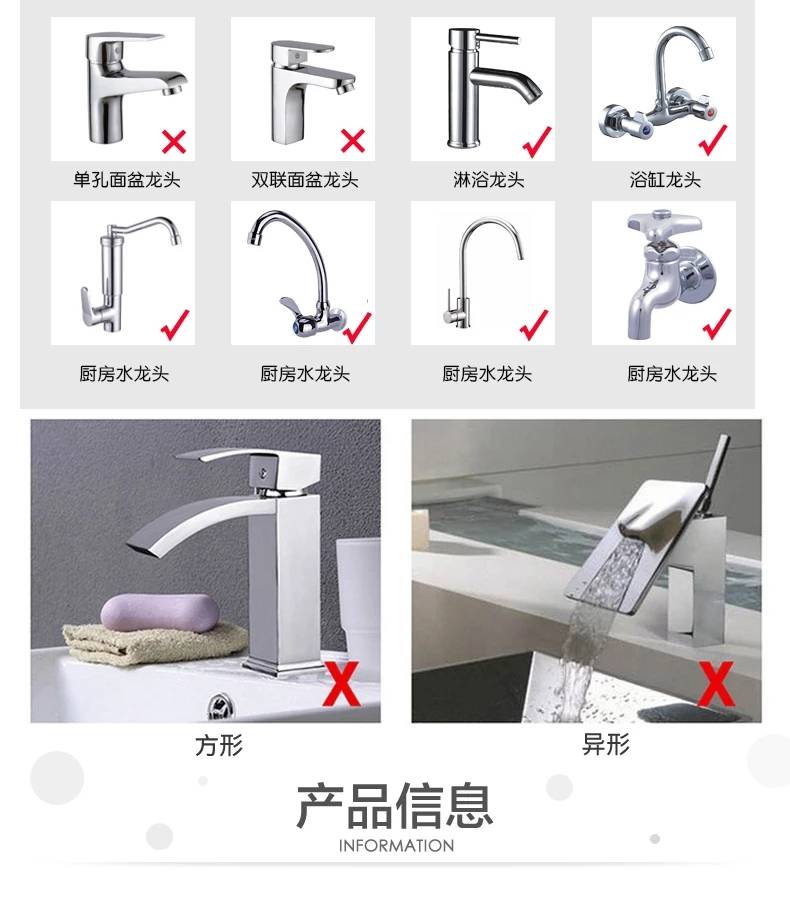 单孔面盆龙头
双联面盆龙头
淋浴龙头
浴缸龙头
厨房水龙头
厨房水龙头
厨房水龙头
厨房水龙头
X
X
方形
异形
产品信息
INFORMATION